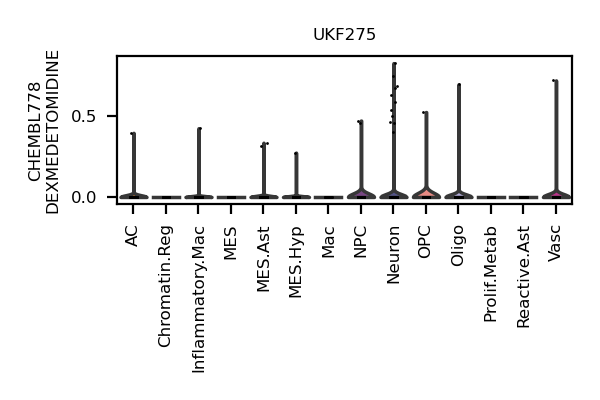 UKF275
CHEMBL778
DEXMEDETOMIDINE
0.5
0.0
AC
Chromatin.Reg
Inflammatory.Mac
MES
MES.Ast
MES.Hyp
Mac
NPC
Neuron
OPC
Oligo
Prolif.Metab
Reactive.Ast
Vasc